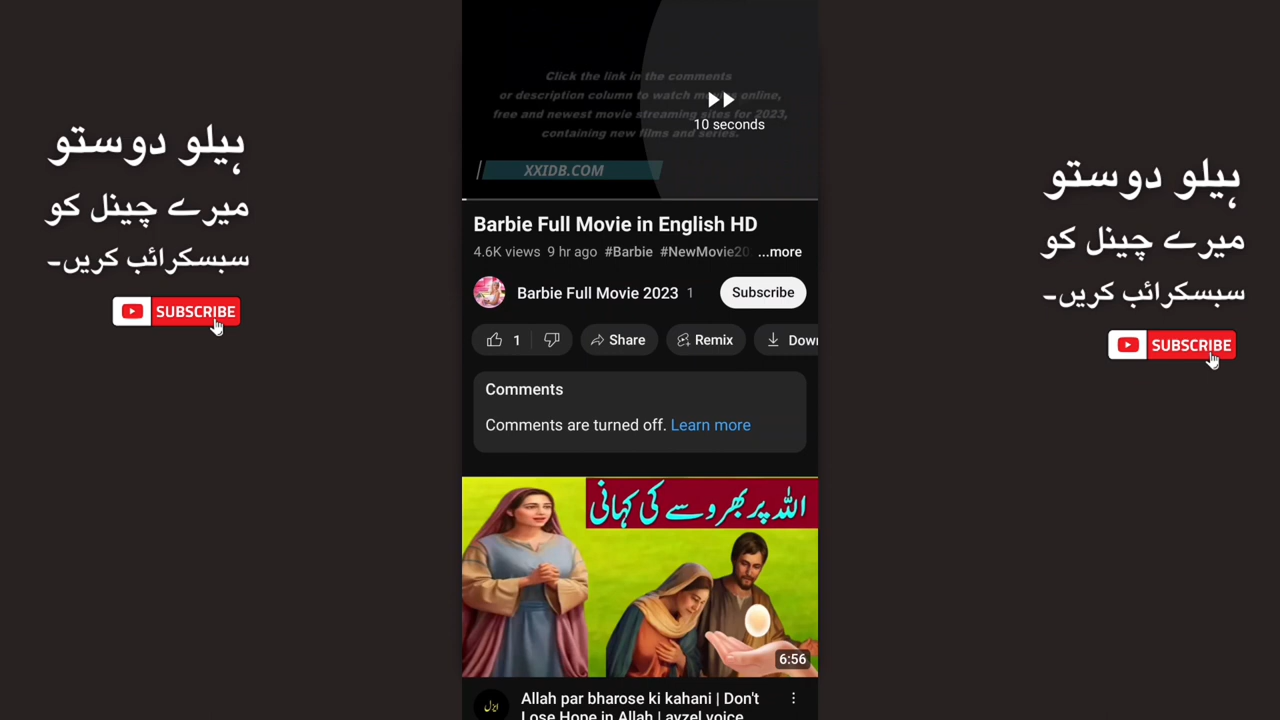 ہیلو دوستو
میرے چینل کو
سبسکرائب کریں۔
SUBSCRIBE
Click the link in the comments
or description column to watch movies online,
free and newest movie streaming sites for 2023,
containing new films and series.
10 seconds
XXIDB.COM
Barbie Full Movie in English HD
4.6K views 9 hr ago #Barbie #NewMovie20 ...more
Barbie Full Movie 2023 1
Subscribe
1
Share
Remix
Down
Comments
Comments are turned off. Learn more
اللہ پر بھروسے کی کہانی
6:56
ایزل
Allah par bharose ki kahani | Don't
Lose Hope in Allah | ayzel voice
ہیلو دوستو
میرے چینل کو
سبسکرائب کریں۔
SUBSCRIBE